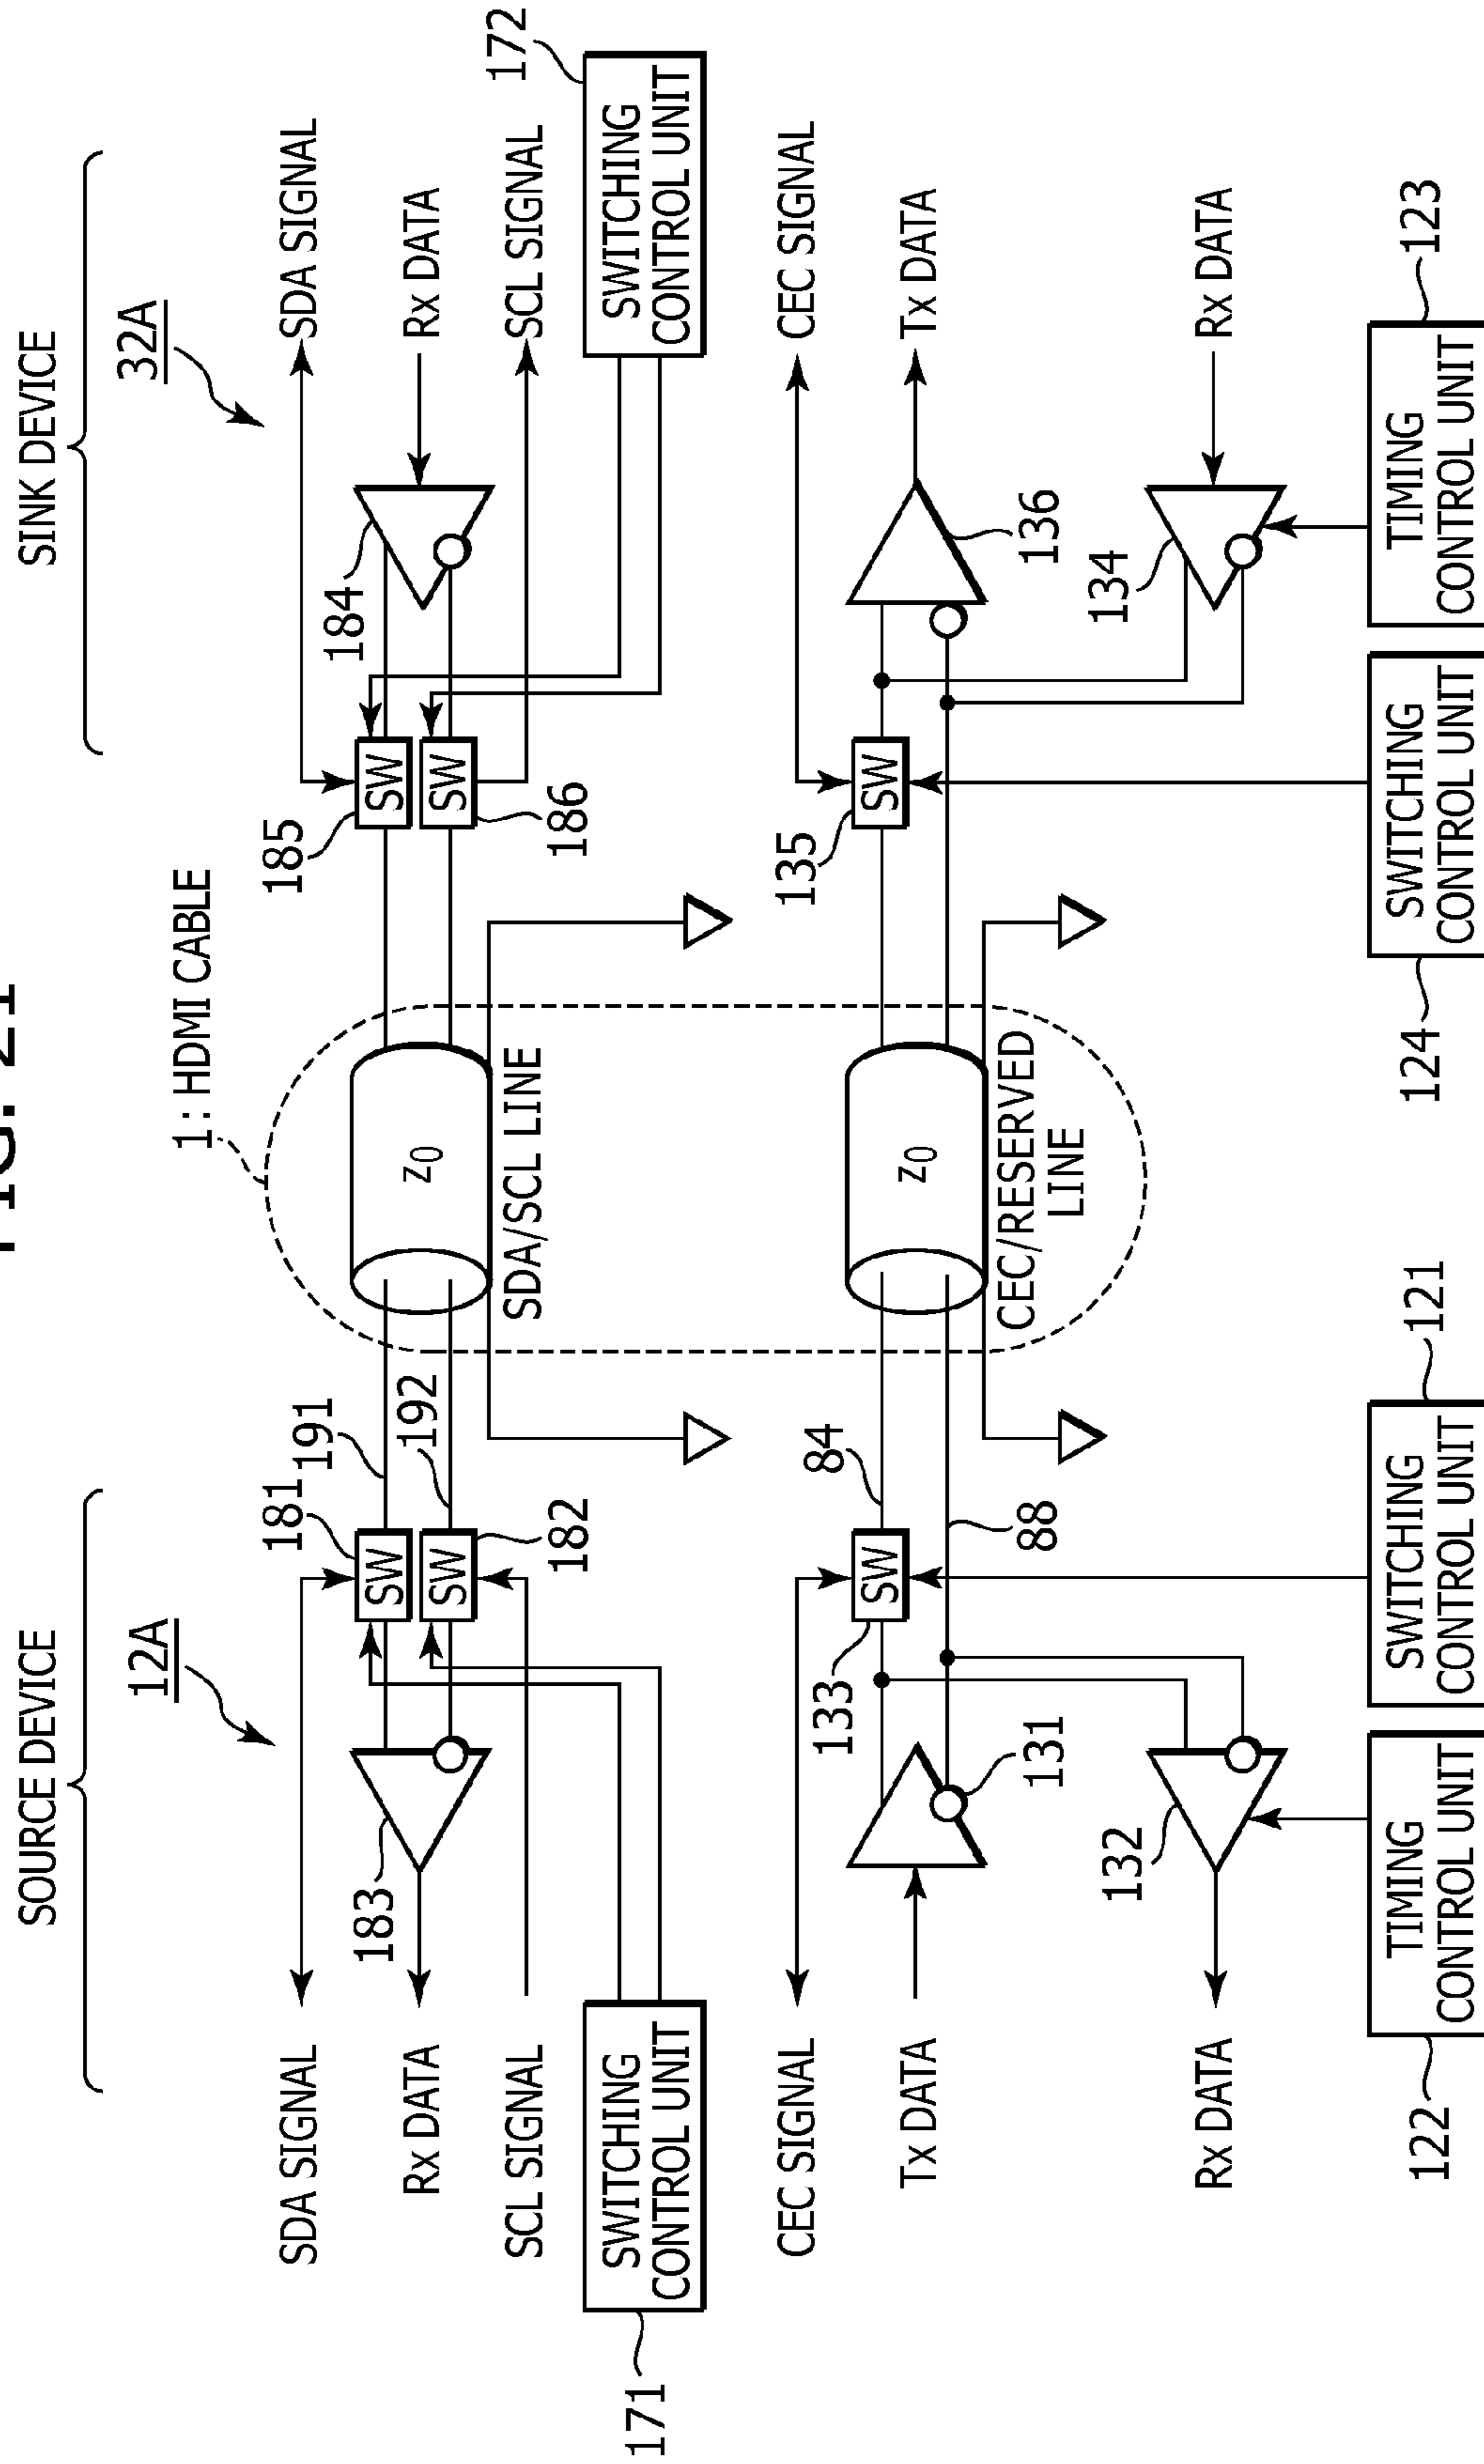 FIG. 21
SOURCE DEVICE
SINK DEVICE
12A
1: HDMI CABLE
32A
SDA SIGNAL
181
191
185
SDA SIGNAL
183
SW
192
Z0
SW
184
Rx DATA
SW
SW
Rx DATA
SCL SIGNAL
182
SDA/SCL LINE
186
SCL SIGNAL
171
SWITCHING
CONTROL UNIT
172
SWITCHING
CONTROL UNIT
CEC SIGNAL
133
84
135
CEC SIGNAL
SW
Z0
SW
Tx DATA
131
88
CEC/RESERVED
LINE
136
Tx DATA
Rx DATA
132
134
Rx DATA
122
TIMING
CONTROL UNIT
121
SWITCHING
CONTROL UNIT
124
SWITCHING
CONTROL UNIT
123
TIMING
CONTROL UNIT